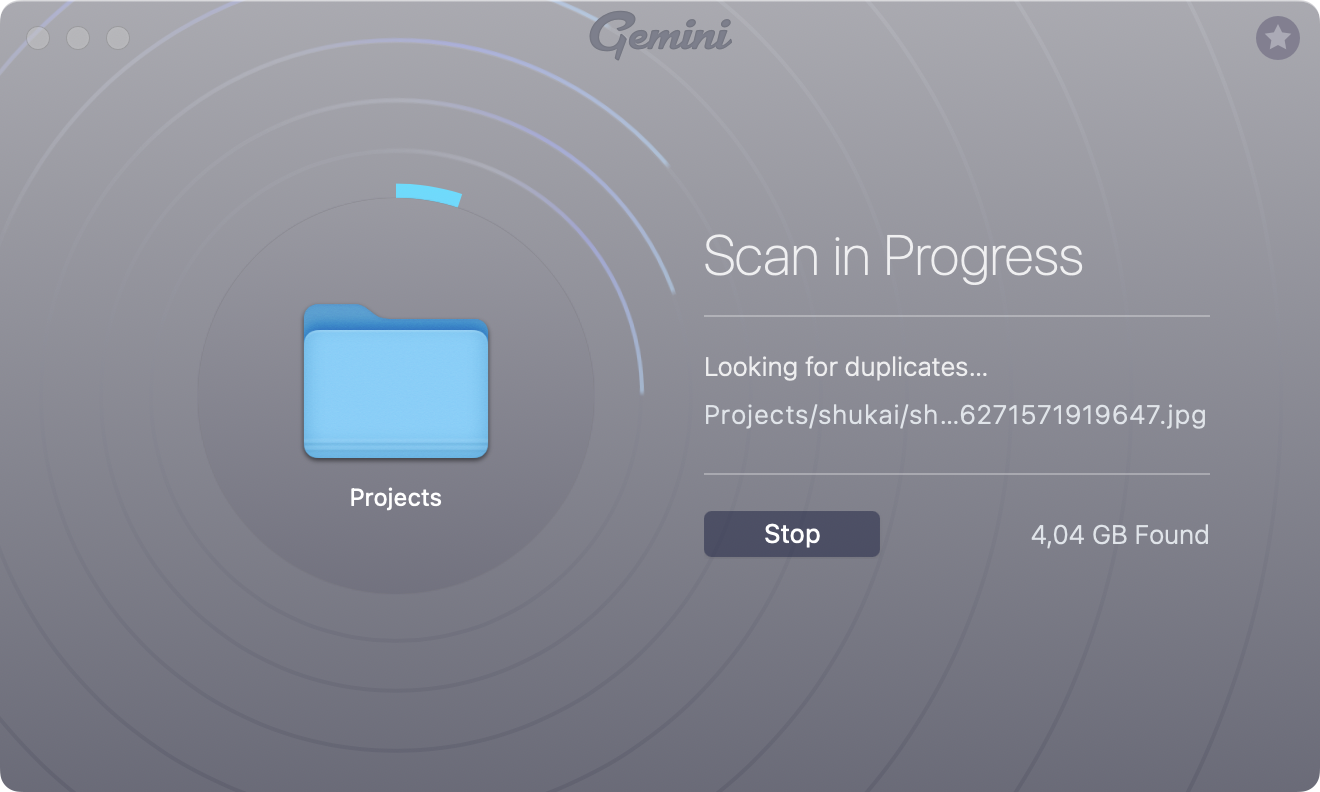 Gemini
Scan in Progress
Looking for duplicates...
Projects/shukai/sh...6271571919647.jpg
Projects
Stop
4,04 GB Found